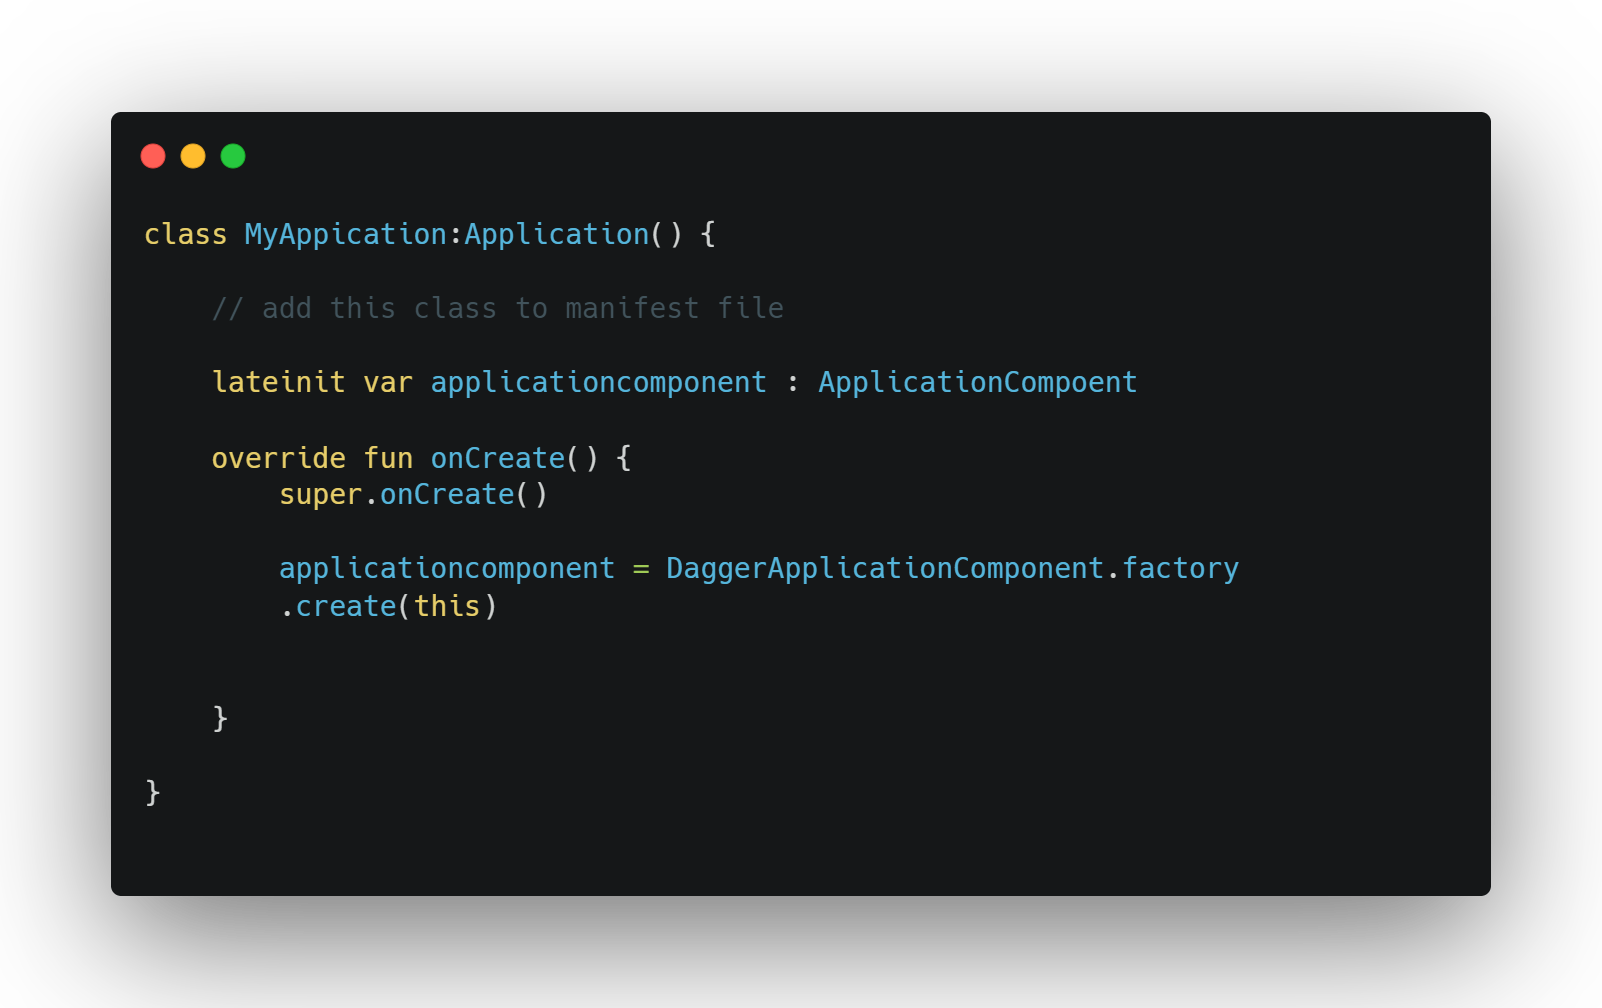 class MyAppication:Application() {
// add this class to manifest file
lateinit var applicationcomponent : ApplicationCompoent
override fun onCreate() {
super.onCreate()
applicationcomponent = DaggerApplicationComponent.factory
.create(this)
}
}